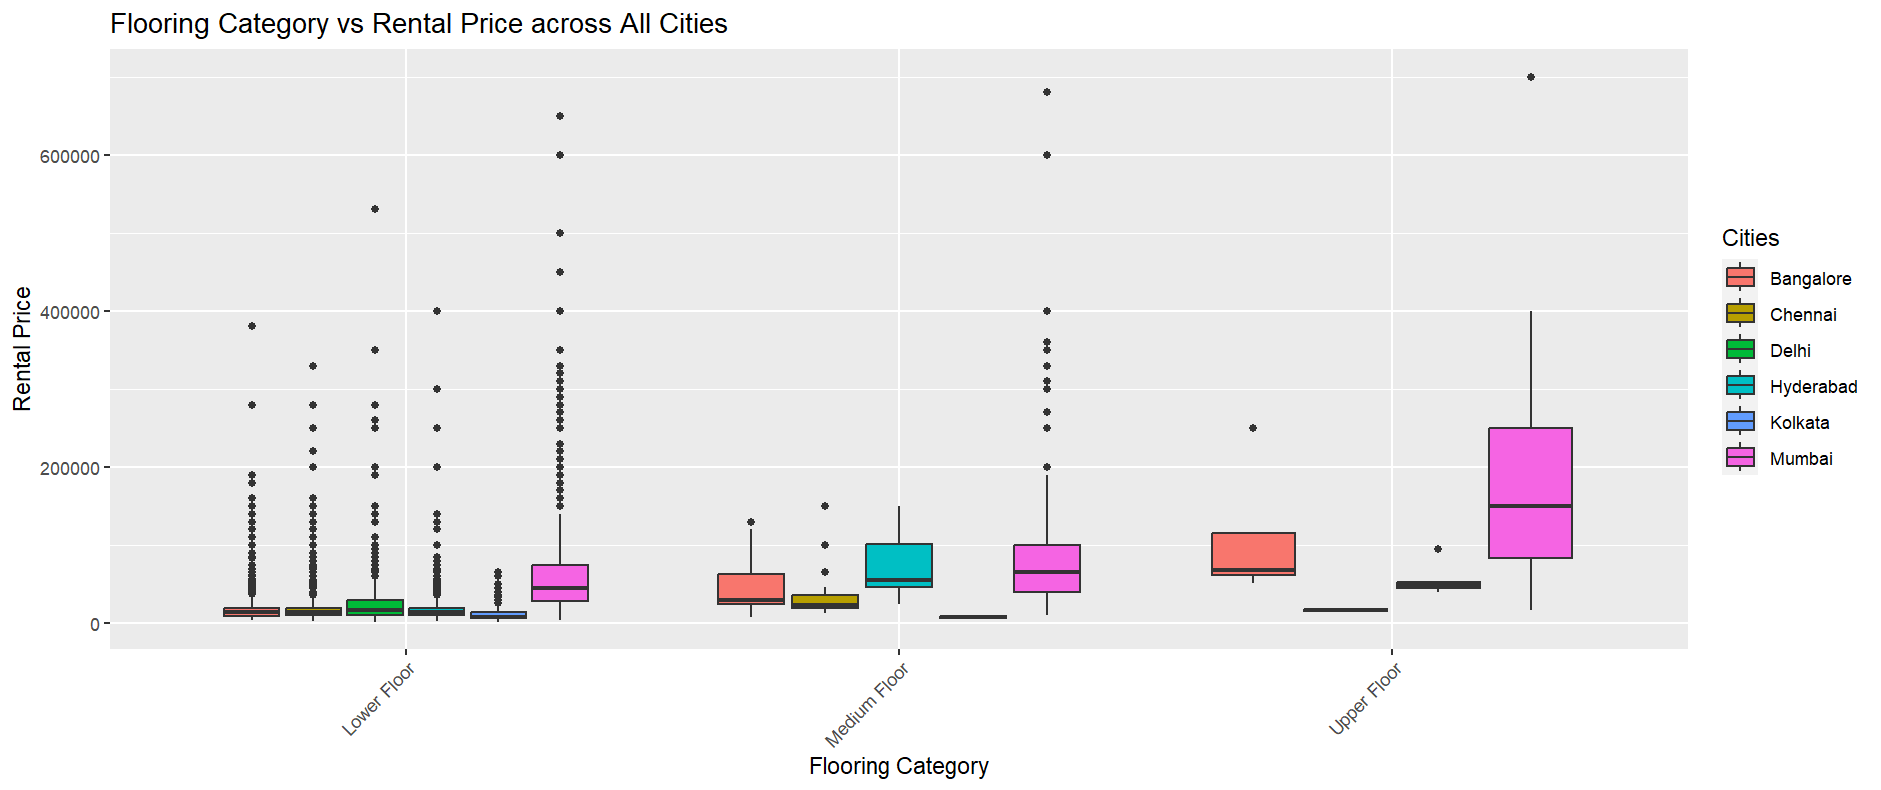 Flooring Category vs Rental Price across All Cities
Rental Price
600000
400000
200000
0
Lower Floor
Medium Floor
Upper Floor
Flooring Category
Cities
Bangalore
Chennai
Delhi
Hyderabad
Kolkata
Mumbai